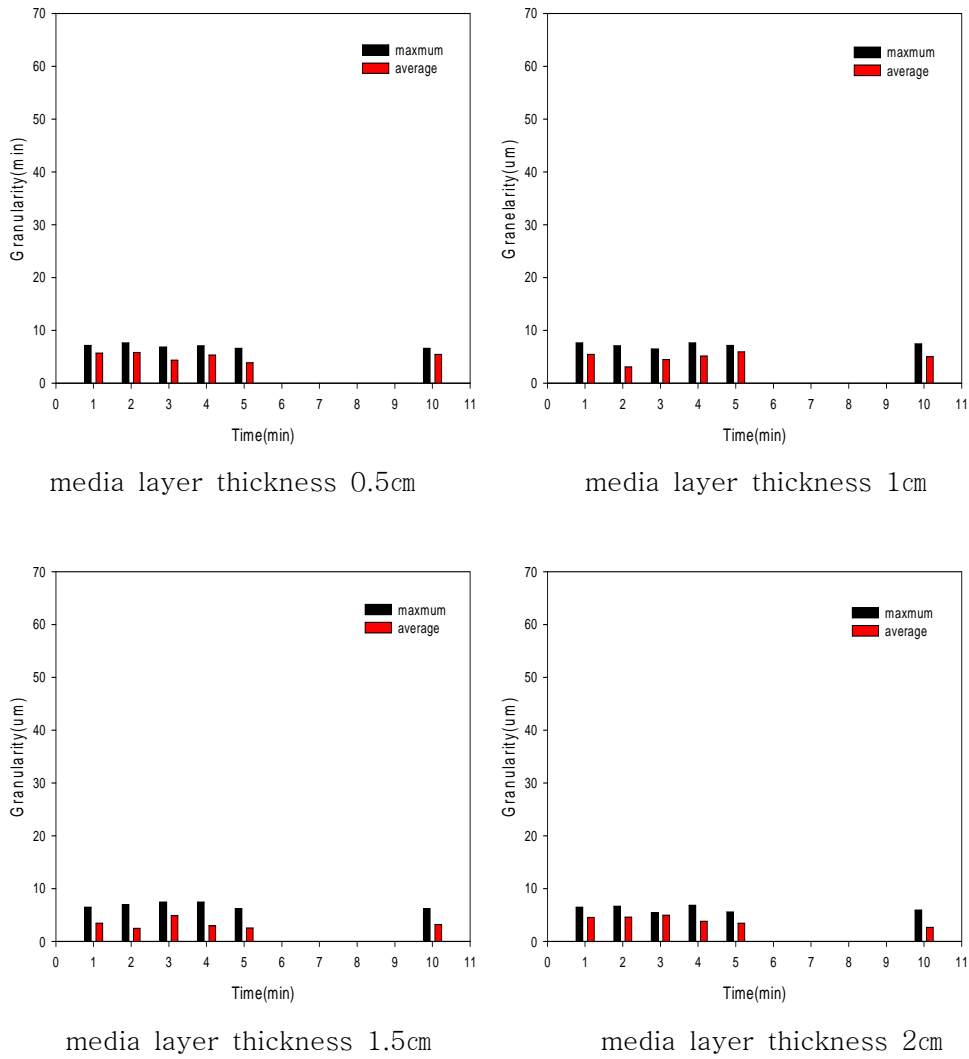 70
60
50
40
30
20
10
0
Granularity(min)
maxmum
average
0 1 2 3 4 5 6 7 8 9 10 11
Time(min)
media layer thickness 0.5㎝
70
60
50
40
30
20
10
0
Granelarity(um)
maxmum
average
0 1 2 3 4 5 6 7 8 9 10 11
Time(min)
media layer thickness 1㎝
70
60
50
40
30
20
10
0
Granularity(um)
maxmum
average
0 1 2 3 4 5 6 7 8 9 10 11
Time(min)
media layer thickness 1.5㎝
70
60
50
40
30
20
10
0
Granularity(um)
maxmum
average
0 1 2 3 4 5 6 7 8 9 10 11
Time(min)
media layer thickness 2㎝